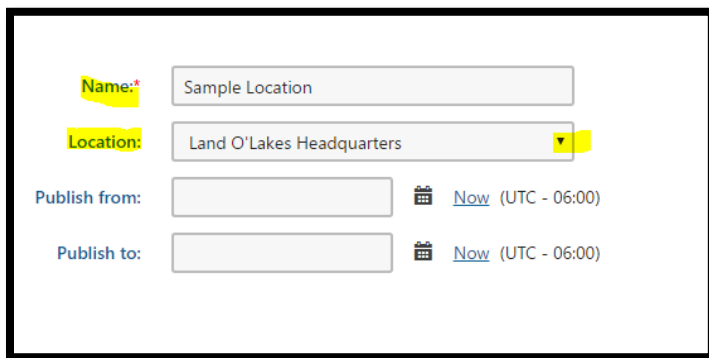 Name:* Sample Location
Location: Land O'Lakes Headquarters
Publish from: Now (UTC - 06:00)
Publish to: Now (UTC - 06:00)